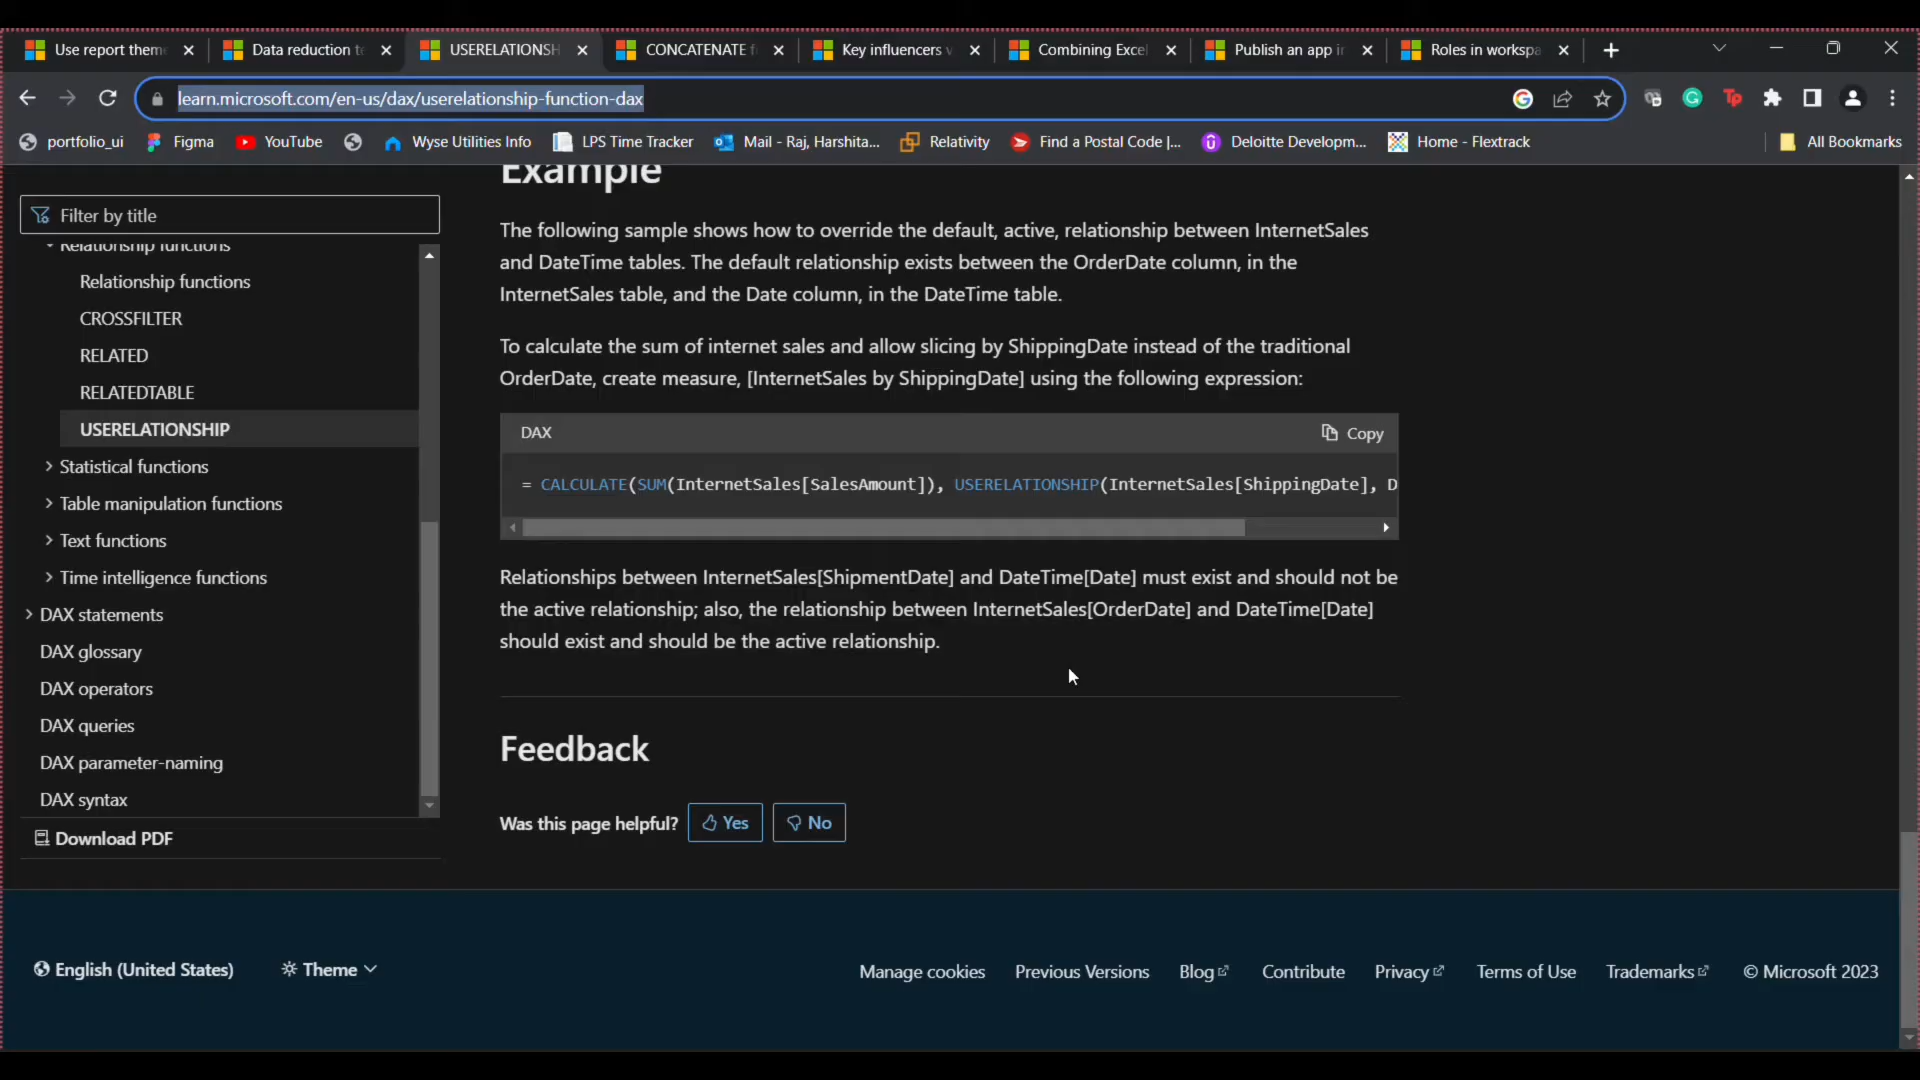 Use report them
Data reduction te
USERELATIONSH
CONCATENATE f
Key influencers v
Combining Excel
Publish an app i
Roles in workspa
learn.microsoft.com/en-us/dax/userelationship-function-dax
portfolio_ui
Figma
YouTube
Wyse Utilities Info
LPS Time Tracker
Mail - Raj, Harshita...
Relativity
Find a Postal Code |...
Deloitte Developm...
Home - Flextrack
All Bookmarks
Filter by title
Relationship functions
Relationship functions
CROSSFILTER
RELATED
RELATEDTABLE
USERELATIONSHIP
Statistical functions
Table manipulation functions
Text functions
Time intelligence functions
DAX statements
DAX glossary
DAX operators
DAX queries
DAX parameter-naming
DAX syntax
Download PDF
Example
The following sample shows how to override the default, active, relationship between InternetSales
and DateTime tables. The default relationship exists between the OrderDate column, in the
InternetSales table, and the Date column, in the DateTime table.
To calculate the sum of internet sales and allow slicing by ShippingDate instead of the traditional
OrderDate, create measure, [InternetSales by ShippingDate] using the following expression:
DAX
Copy
= CALCULATE(SUM(InternetSales[SalesAmount]), USERELATIONSHIP(InternetSales[ShippingDate], D
Relationships between InternetSales[ShipmentDate] and DateTime[Date] must exist and should not be
the active relationship; also, the relationship between InternetSales[OrderDate] and DateTime[Date]
should exist and should be the active relationship.
Feedback
Was this page helpful? Yes No
English (United States)
Theme
Manage cookies
Previous Versions
Blog
Contribute
Privacy
Terms of Use
Trademarks
© Microsoft 2023